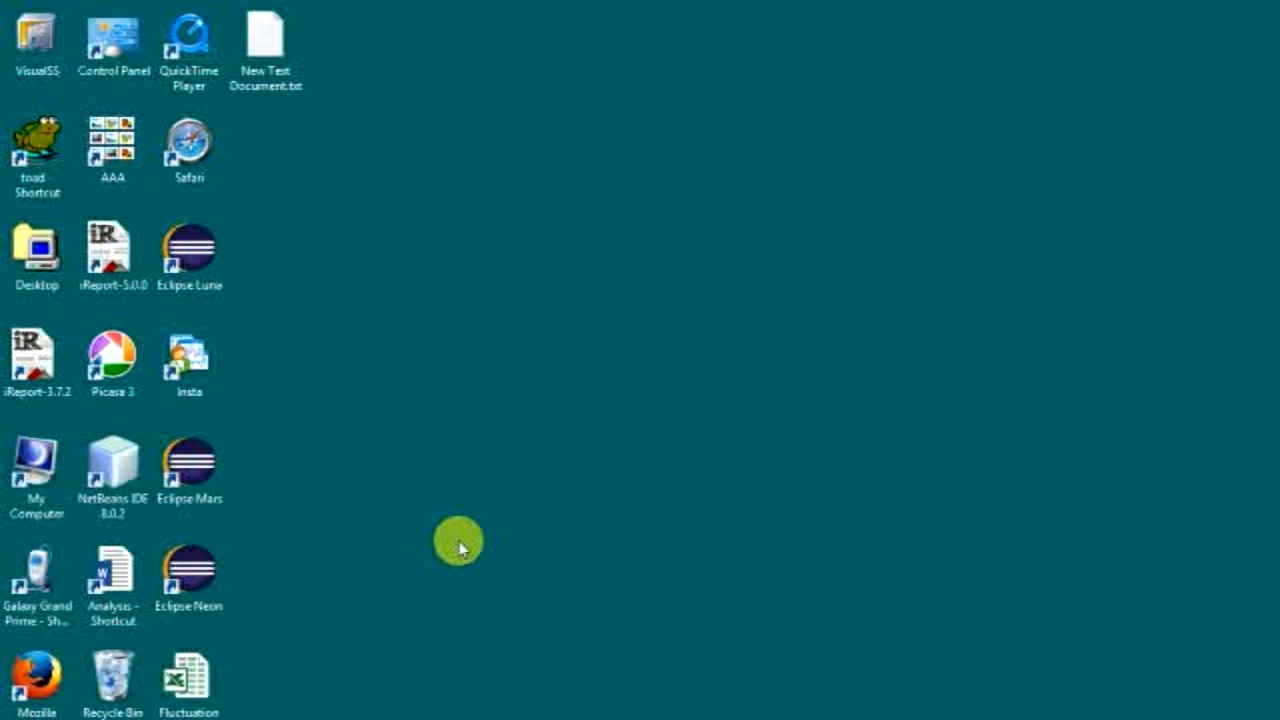 VisualSS
Control Panel
QuickTime
Player
New Text
Document.txt
toad -
Shortcut
AAA
Safari
Desktop
iReport-5.0.0
Eclipse Luna
iReport-3.7.2
Picasa 3
Insta
My
Computer
NetBeans IDE
8.0.2
Eclipse Mars
Galaxy Grand
Prime - Sh...
Analysis -
Shortcut
Eclipse Neon
Mozilla
Recycle Bin
Fluctuation